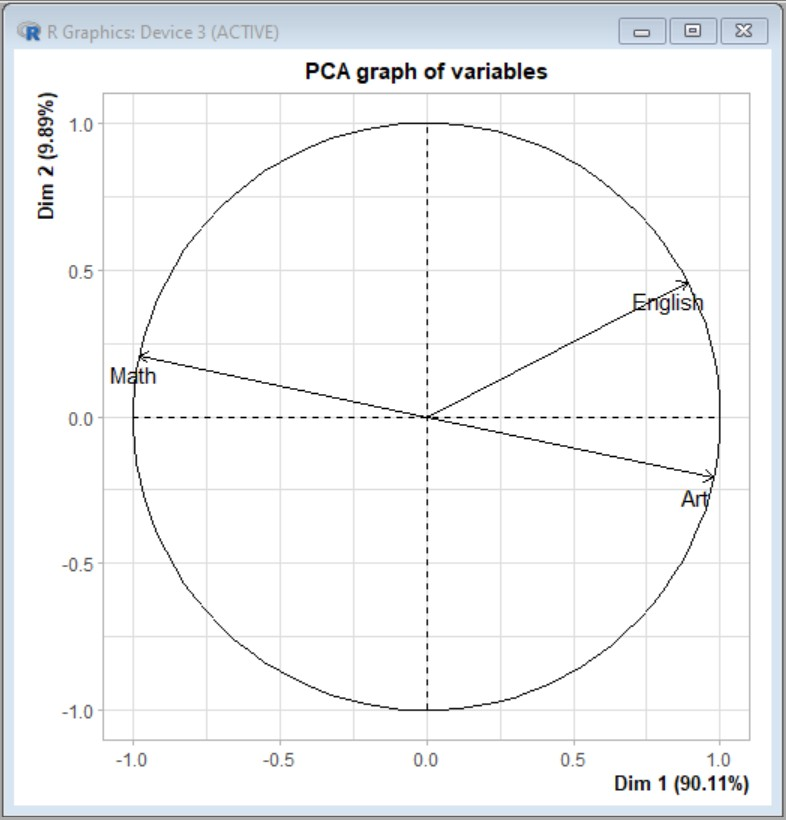 R Graphics: Device 3 (ACTIVE)
PCA graph of variables
Dim 2 (9.89%)
1.0
0.5
0.0
-0.5
-1.0
English
Math
Art
-1.0
-0.5
0.0
0.5
1.0
Dim 1 (90.11%)